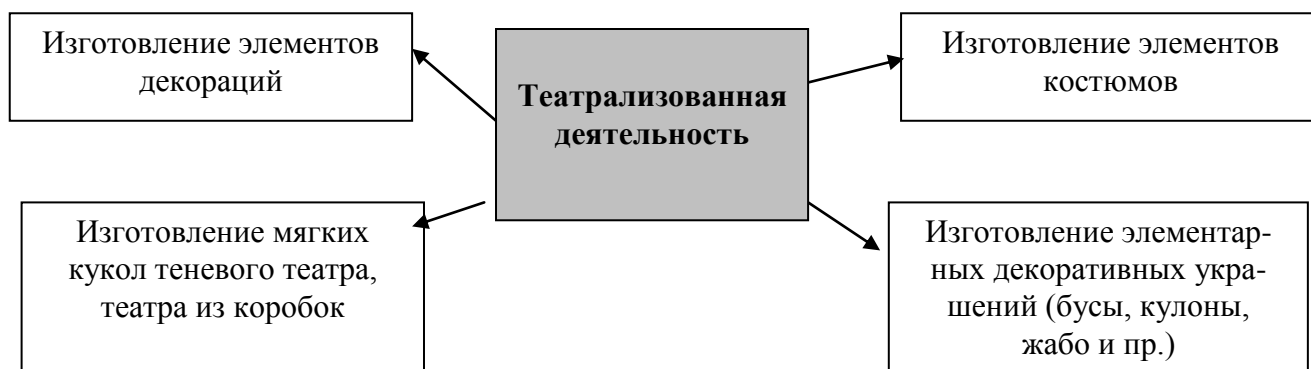 Изготовление элементов
декораций
Театрализованная
деятельность
Изготовление элементов
костюмов
Изготовление мягких
кукол теневого театра,
театра из коробок
Изготовление элементар-
ных декоративных укра-
шений (бусы, кулоны,
жабо и пр.)